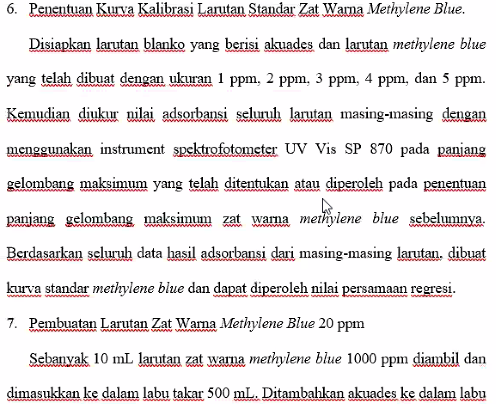 6. Penentuan Kurva Kalibrasi Larutan Standar Zat Warna Methylene Blue.
Disiapkan larutan blanko yang berisi akuades dan larutan methylene blue
yang telah dibuat dengan ukuran 1 ppm, 2 ppm, 3 ppm, 4 ppm, dan 5 ppm.
Kemudian diukur nilai adsorbansi seluruh larutan masing-masing dengan
menggunakan instrument spektrofotometer UV Vis SP 870 pada panjang
gelombang maksimum yang telah ditentukan atau diperoleh pada penentuan
panjang gelombang maksimum zat warna methylene blue sebelumnya.
Berdasarkan seluruh data hasil adsorbansi dari masing-masing larutan, dibuat
kurva standar methylene blue dan dapat diperoleh nilai persamaan regresi.
7. Pembuatan Larutan Zat Warna Methylene Blue 20 ppm
Sebanyak 10 mL larutan zat warna methylene blue 1000 ppm diambil dan
dimasukkan ke dalam labu takar 500 mL. Ditambahkan akuades ke dalam labu